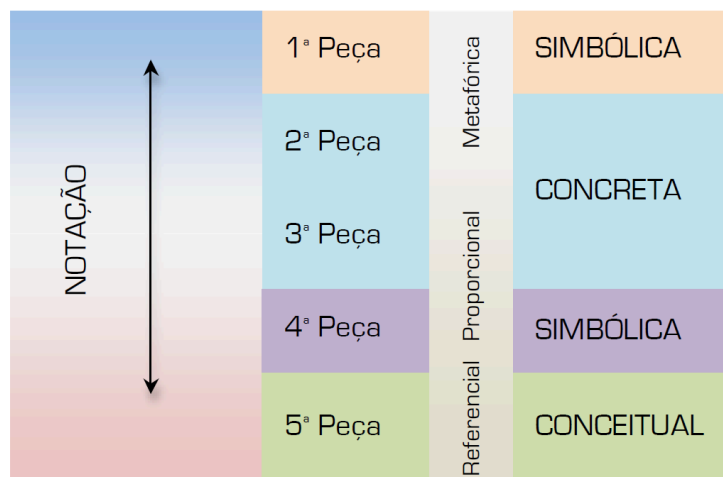 NOTAÇÃO
1ª Peça
2ª Peça
3ª Peça
4ª Peça
5ª Peça
Metafórica
Proporcional
Referencial
SIMBÓLICA
CONCRETA
SIMBÓLICA
CONCEITUAL